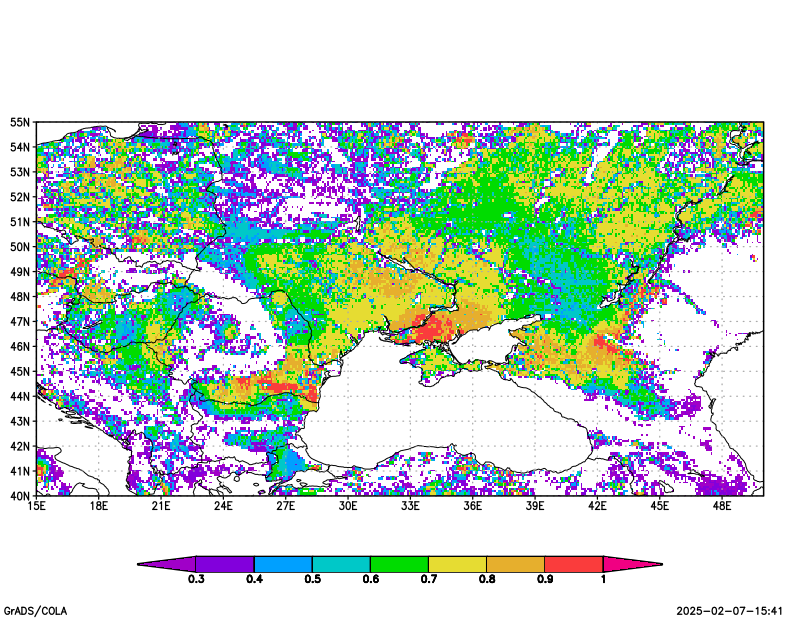 55N
54N
53N
52N
51N
50N
49N
48N
47N
46N
45N
44N
43N
42N
41N
40N
15E 18E 21E 24E 27E 30E 33E 36E 39E 42E 45E 48E
0.3 0.4 0.5 0.6 0.7 0.8 0.9 1
GrADS/COLA 2025-02-07-15:41